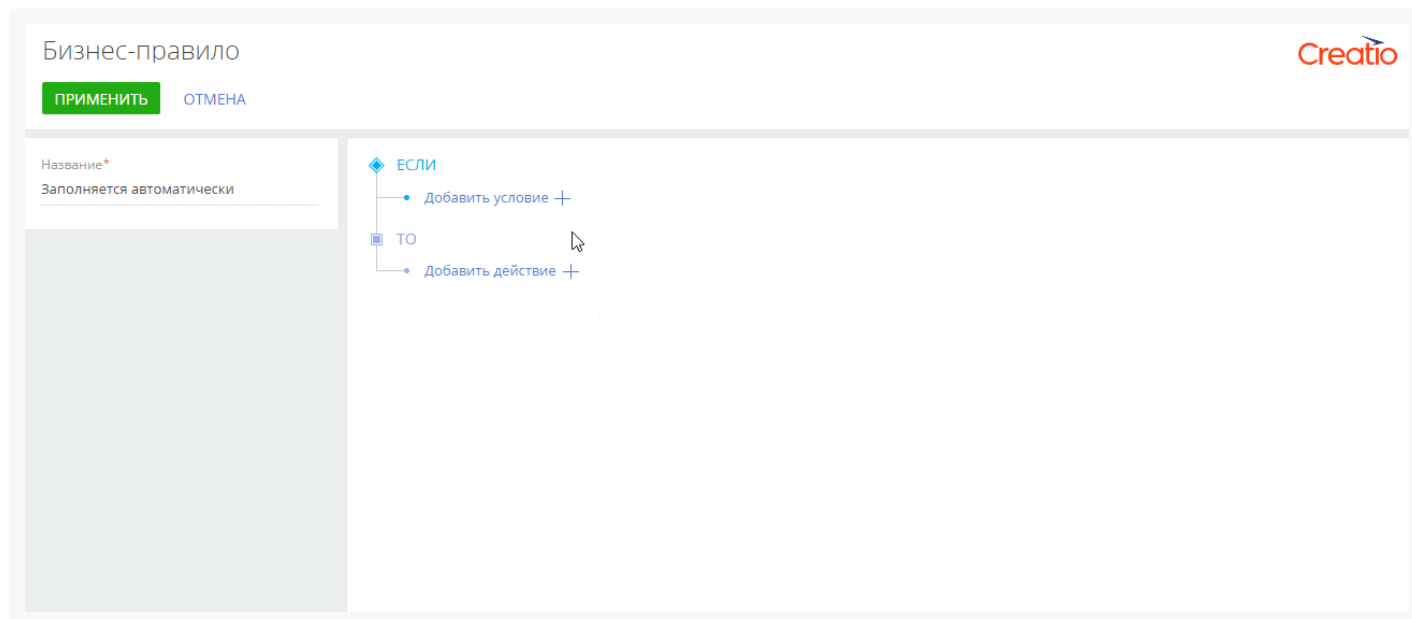 Бизнес-правило
Creatio
ПРИМЕНИТЬ ОТМЕНА
Название*
Заполняется автоматически
ЕСЛИ
Добавить условие
ТО
Добавить действие